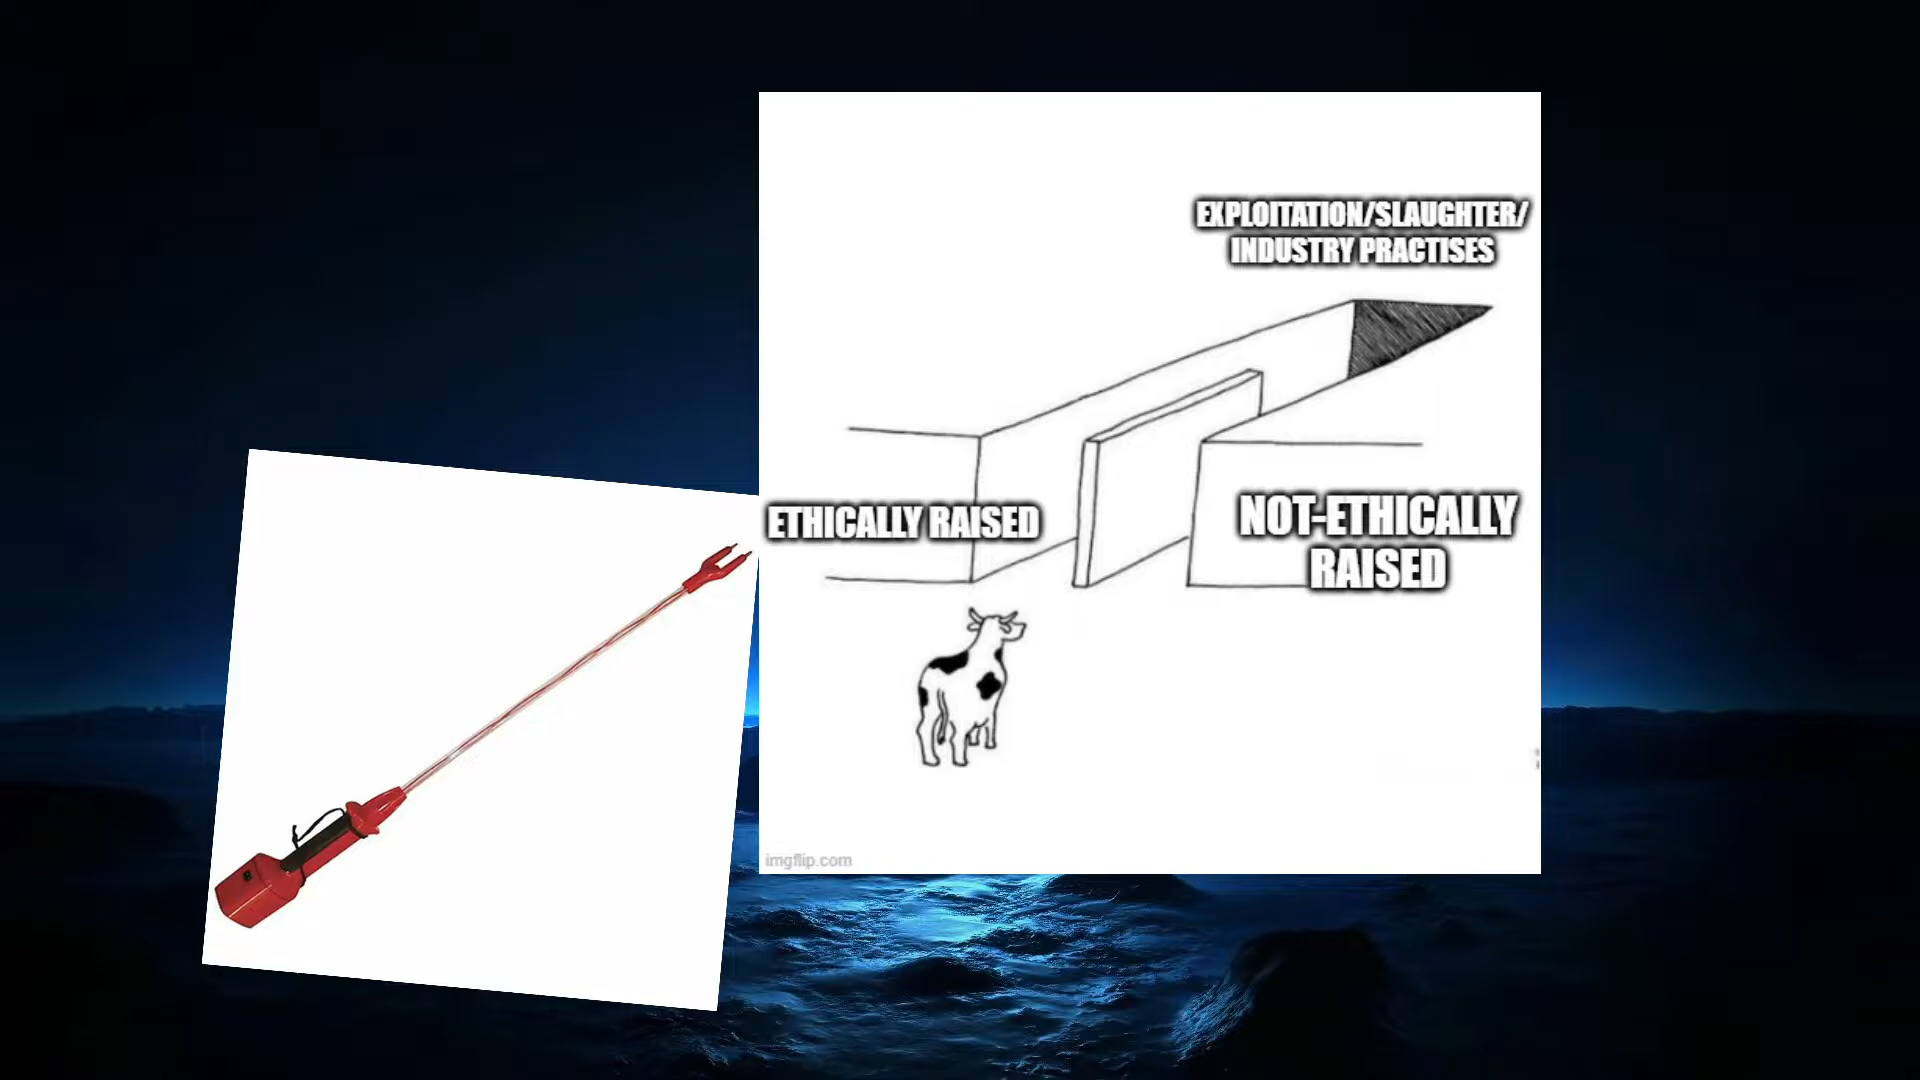 EXPLOITATION/SLAUGHTER/
INDUSTRY PRACTISES
ETHICALLY RAISED
NOT-ETHICALLY
RAISED
imgflip.com